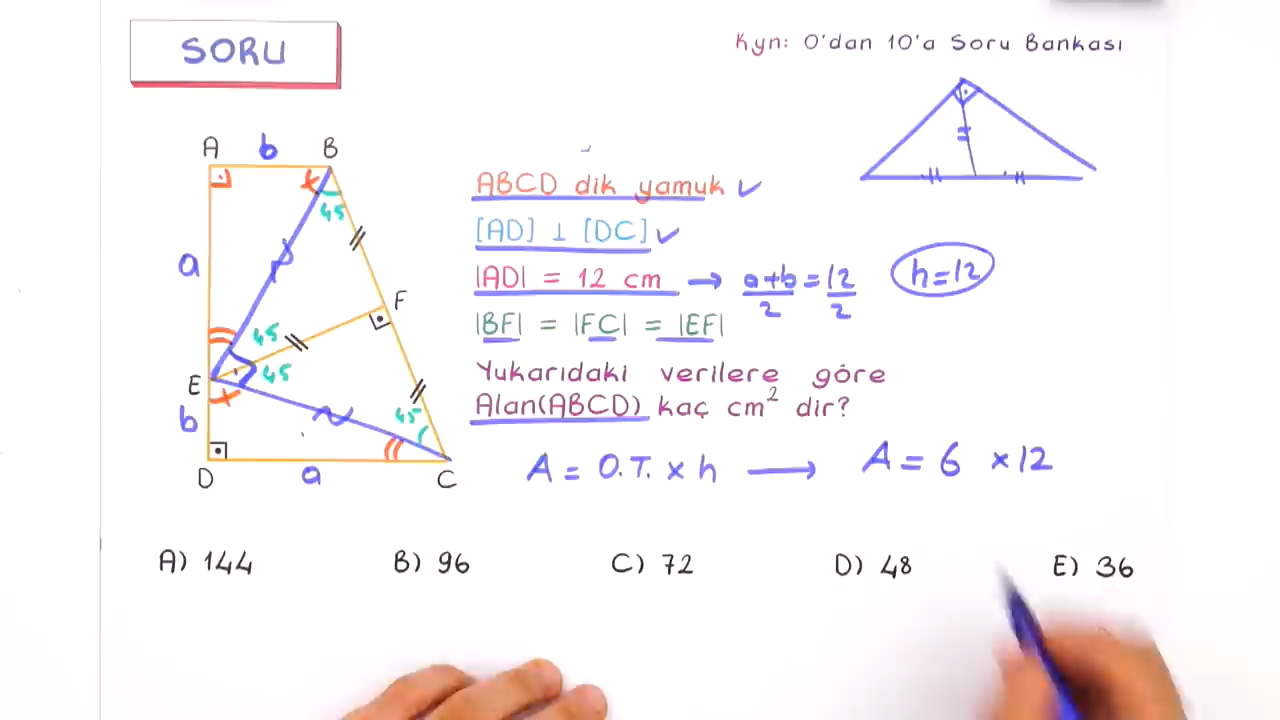 SORU
Kyn: 0'dan 10'a Soru Bankası
A b B
45
ABCD dik yamuk
[AD] ⊥ [DC]
a
|AD| = 12 cm → a+b/2 = 12/2
h=12
F
|BF| = |FC| = |EF|
45
45
E
Yukarıdaki verilere göre
Alan(ABCD) kaç cm² dir?
b
45
D a C
A = O.T. x h → A = 6 x 12
A) 144 B) 96 C) 72 D) 48 E) 36